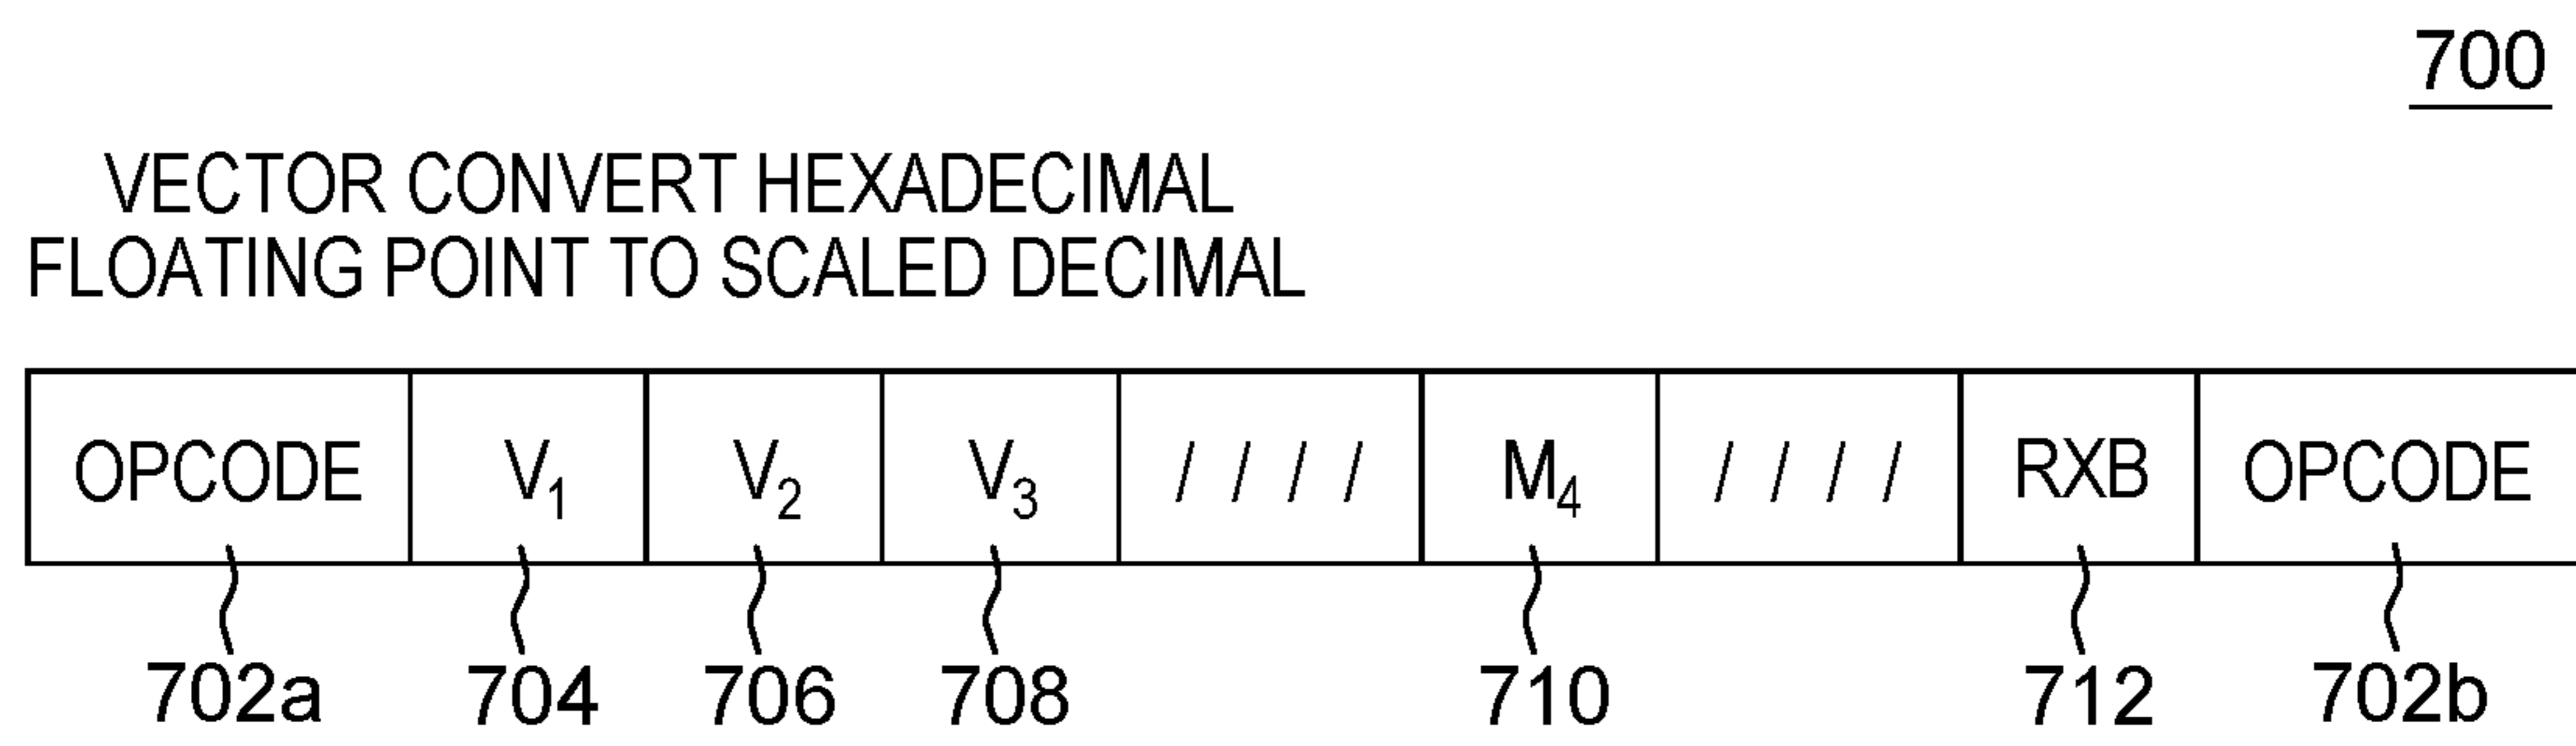 700
VECTOR CONVERT HEXADECIMAL
FLOATING POINT TO SCALED DECIMAL
OPCODE V₁ V₂ V₃ / / / / M₄ / / / / RXB OPCODE
702a 704 706 708 710 712 702b